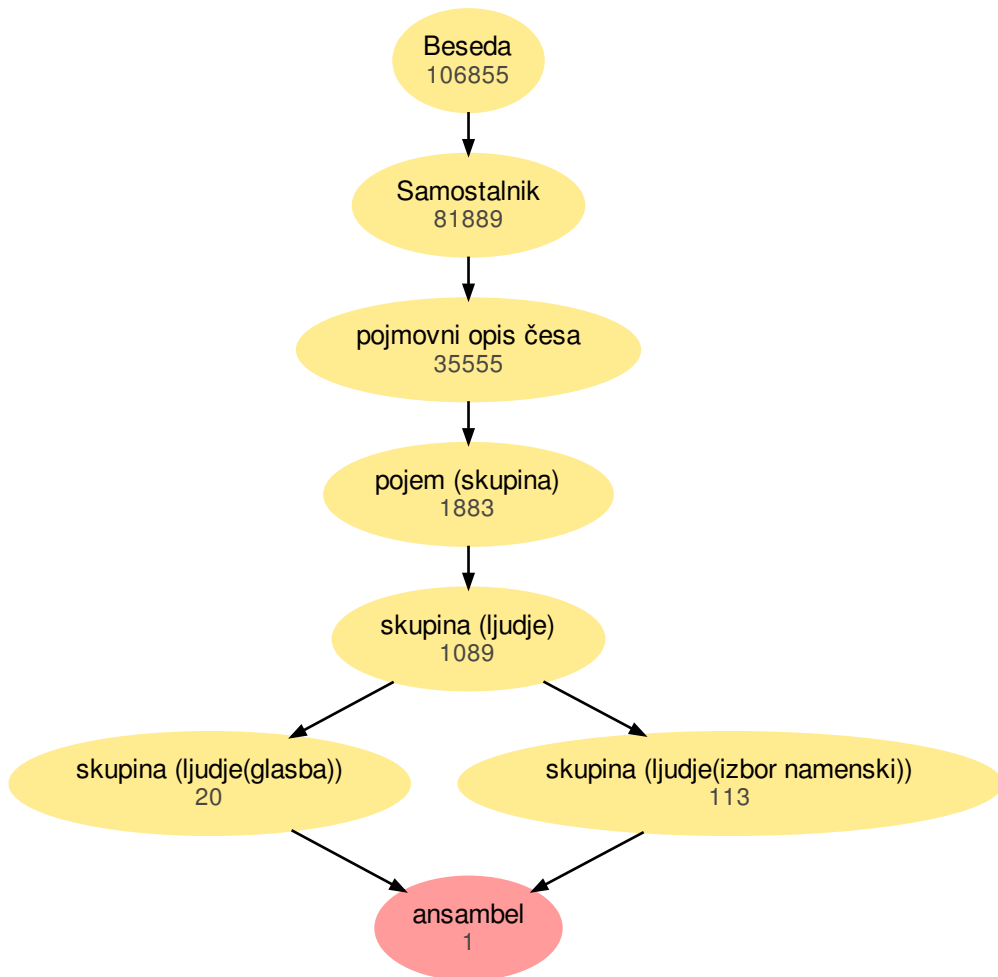 Beseda
106855
Samostalnik
81889
pojmovni opis česa
35555
pojem (skupina)
1883
skupina (ljudje)
1089
skupina (ljudje(glasba))
20
skupina (ljudje(izbor namenski))
113
ansambel
1